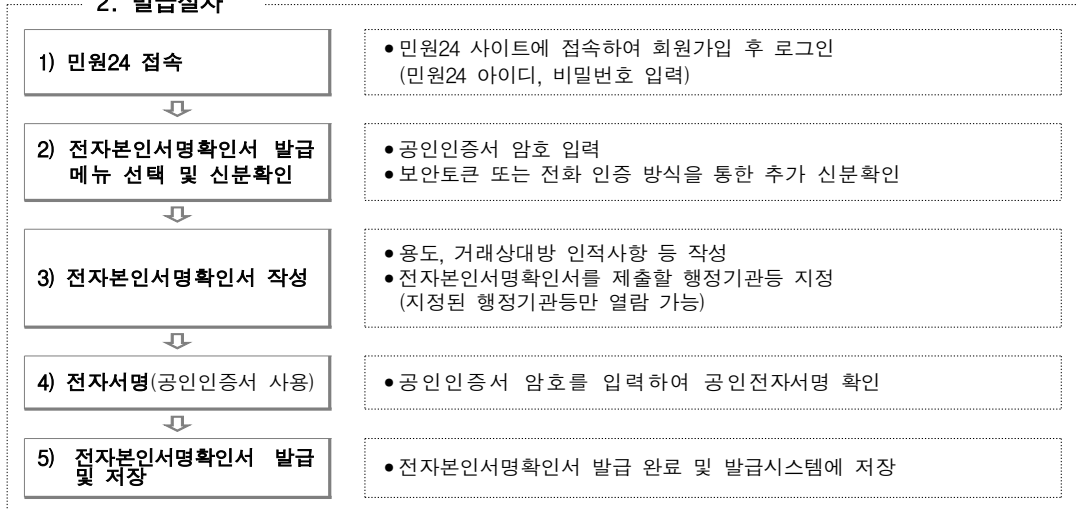 2. 발급절차
1) 민원24 접속
• 민원24 사이트에 접속하여 회원가입 후 로그인
(민원24 아이디, 비밀번호 입력)
2) 전자본인서명확인서 발급
메뉴 선택 및 신분확인
• 공인인증서 암호 입력
• 보안토큰 또는 전화 인증 방식을 통한 추가 신분확인
3) 전자본인서명확인서 작성
• 용도, 거래상대방 인적사항 등 작성
• 전자본인서명확인서를 제출할 행정기관등 지정
(지정된 행정기관등만 열람 가능)
4) 전자서명(공인인증서 사용)
• 공인인증서 암호를 입력하여 공인전자서명 확인
5) 전자본인서명확인서 발급
및 저장
• 전자본인서명확인서 발급 완료 및 발급시스템에 저장